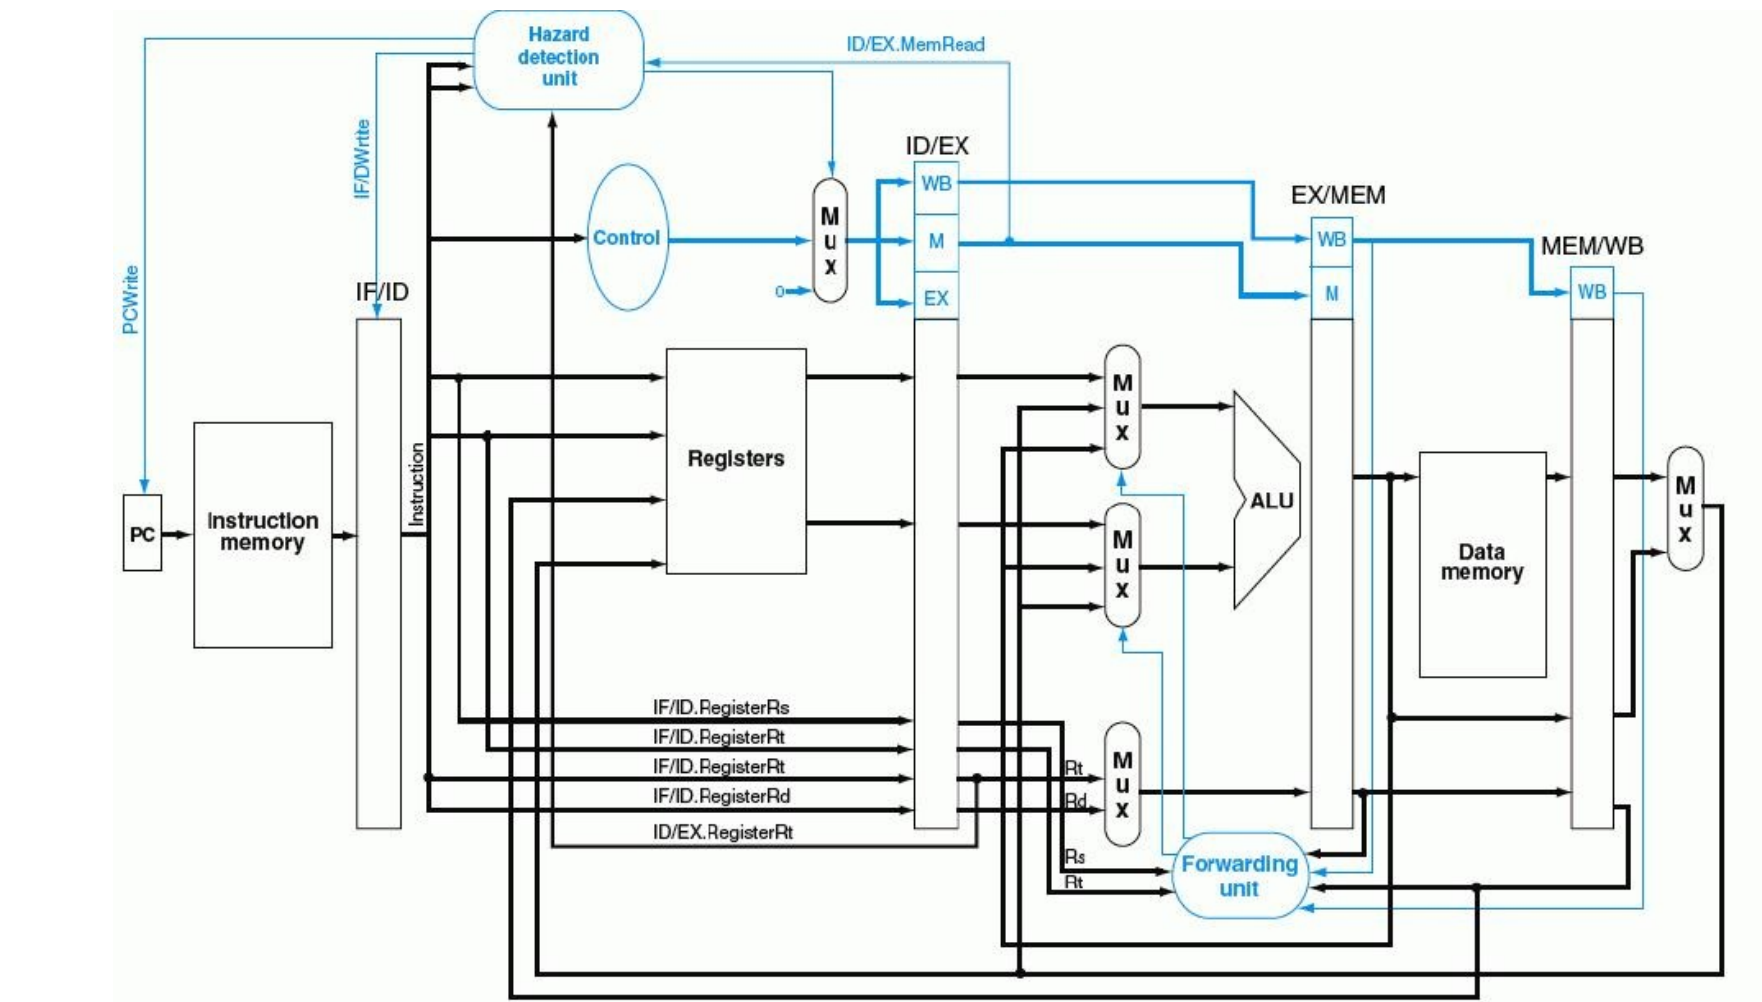 Hazard
detection
unit
ID/EX.MemRead
IF/DWrite
ID/EX
WB
M
EX
Control
M
u
x
0
EX/MEM
WB
M
MEM/WB
WB
PCWrite
IF/ID
PC
Instruction
memory
Instruction
Registers
M
u
x
M
u
x
ALU
Data
memory
M
u
x
IF/ID.RegisterRs
IF/ID.RegisterRt
IF/ID.RegisterRt
IF/ID.RegisterRd
ID/EX.RegisterRt
Rt
Rd
M
u
x
Rs
Rt
Forwarding
unit